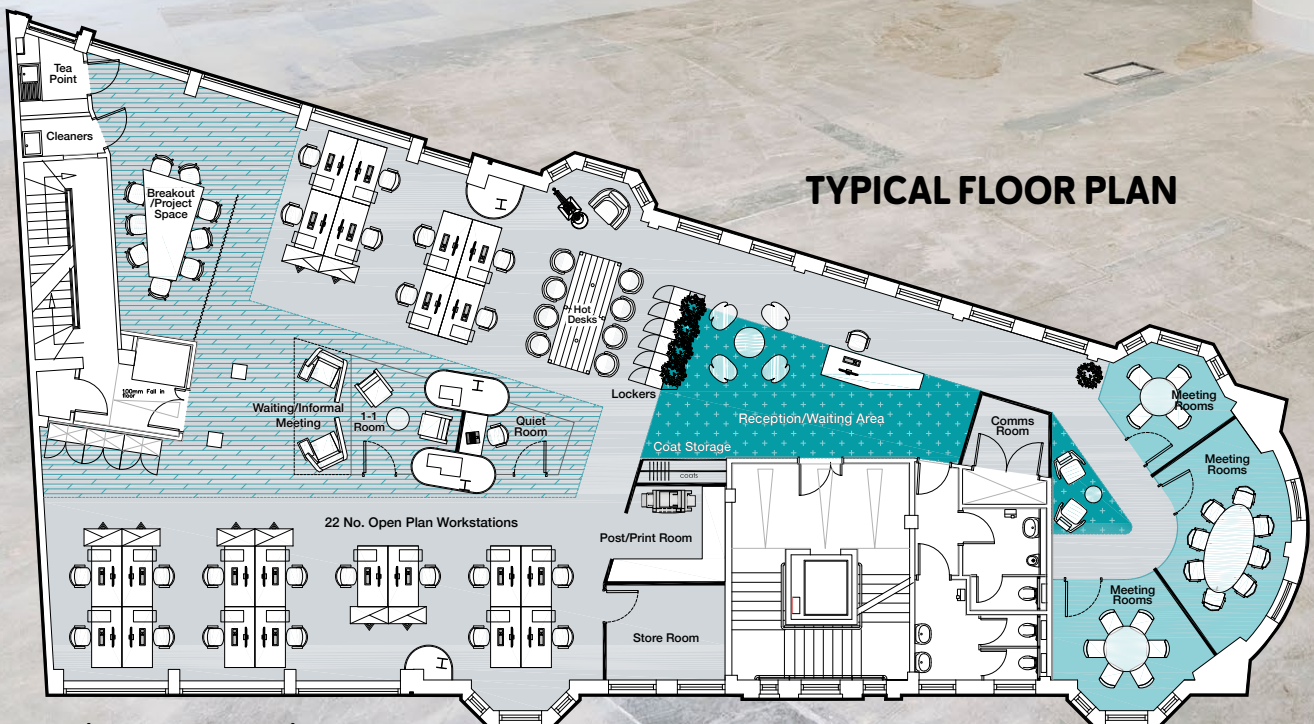 TYPICAL FLOOR PLAN
Tea
Point
Cleaners
Breakout
/Project
Space
Hot
Desks
Lockers
100mm Fall in
floor
Waiting/Informal
Meeting
1-1
Room
Quiet
Room
Reception/Waiting Area
Coat Storage
coats
Comms
Room
Meeting
Rooms
Meeting
Rooms
Meeting
Rooms
22 No. Open Plan Workstations
Post/Print Room
Store Room